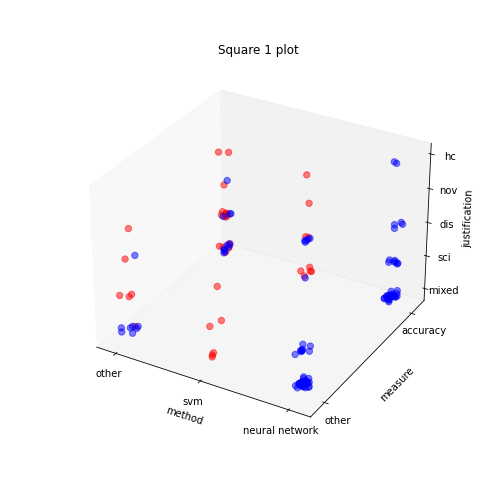 Square 1 plot
hc
nov
dis
sci
mixed
justification
accuracy
other
measure
other
svm
neural network
method